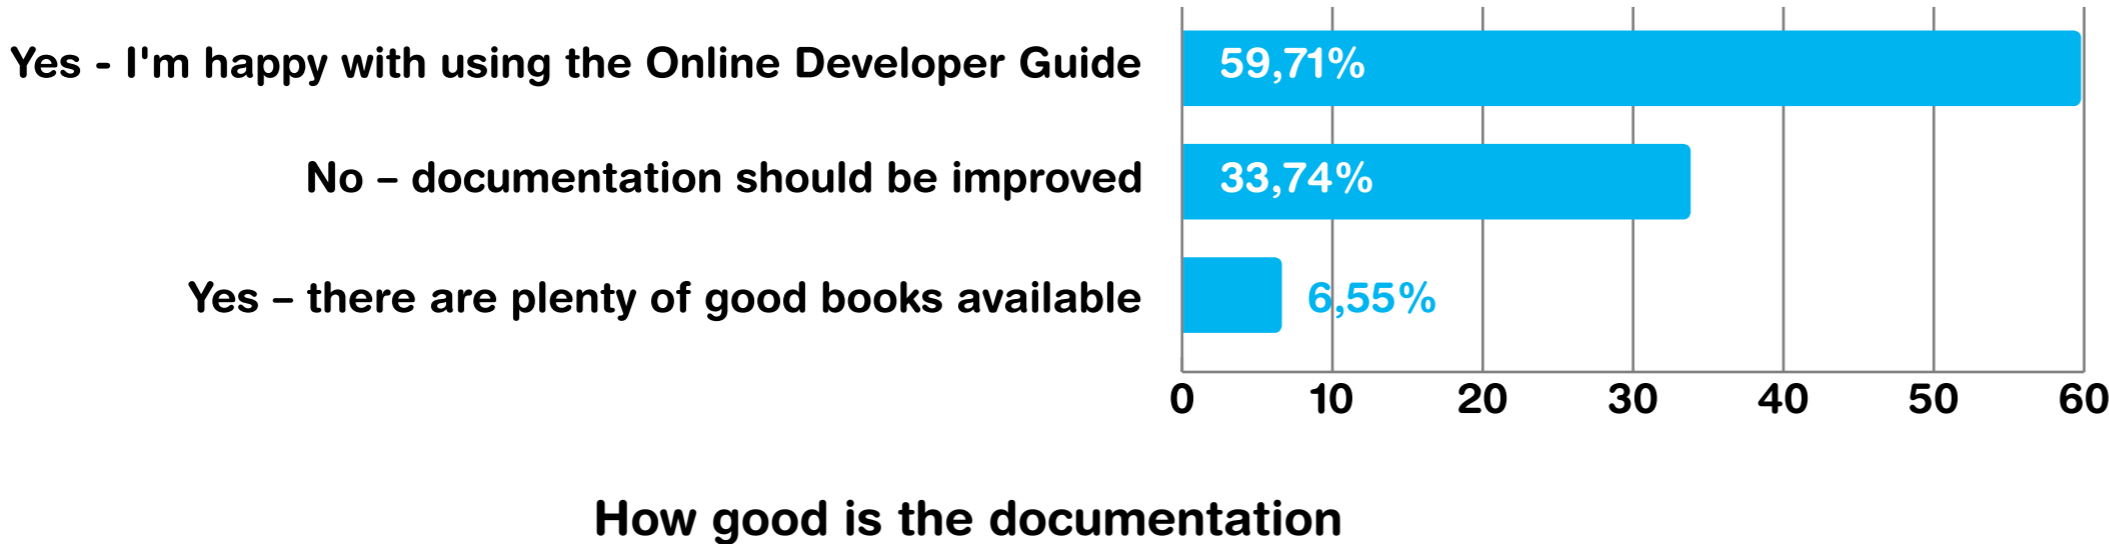 Yes - I'm happy with using the Online Developer Guide
59,71%
No – documentation should be improved
33,74%
Yes – there are plenty of good books available
6,55%
0 10 20 30 40 50 60
How good is the documentation